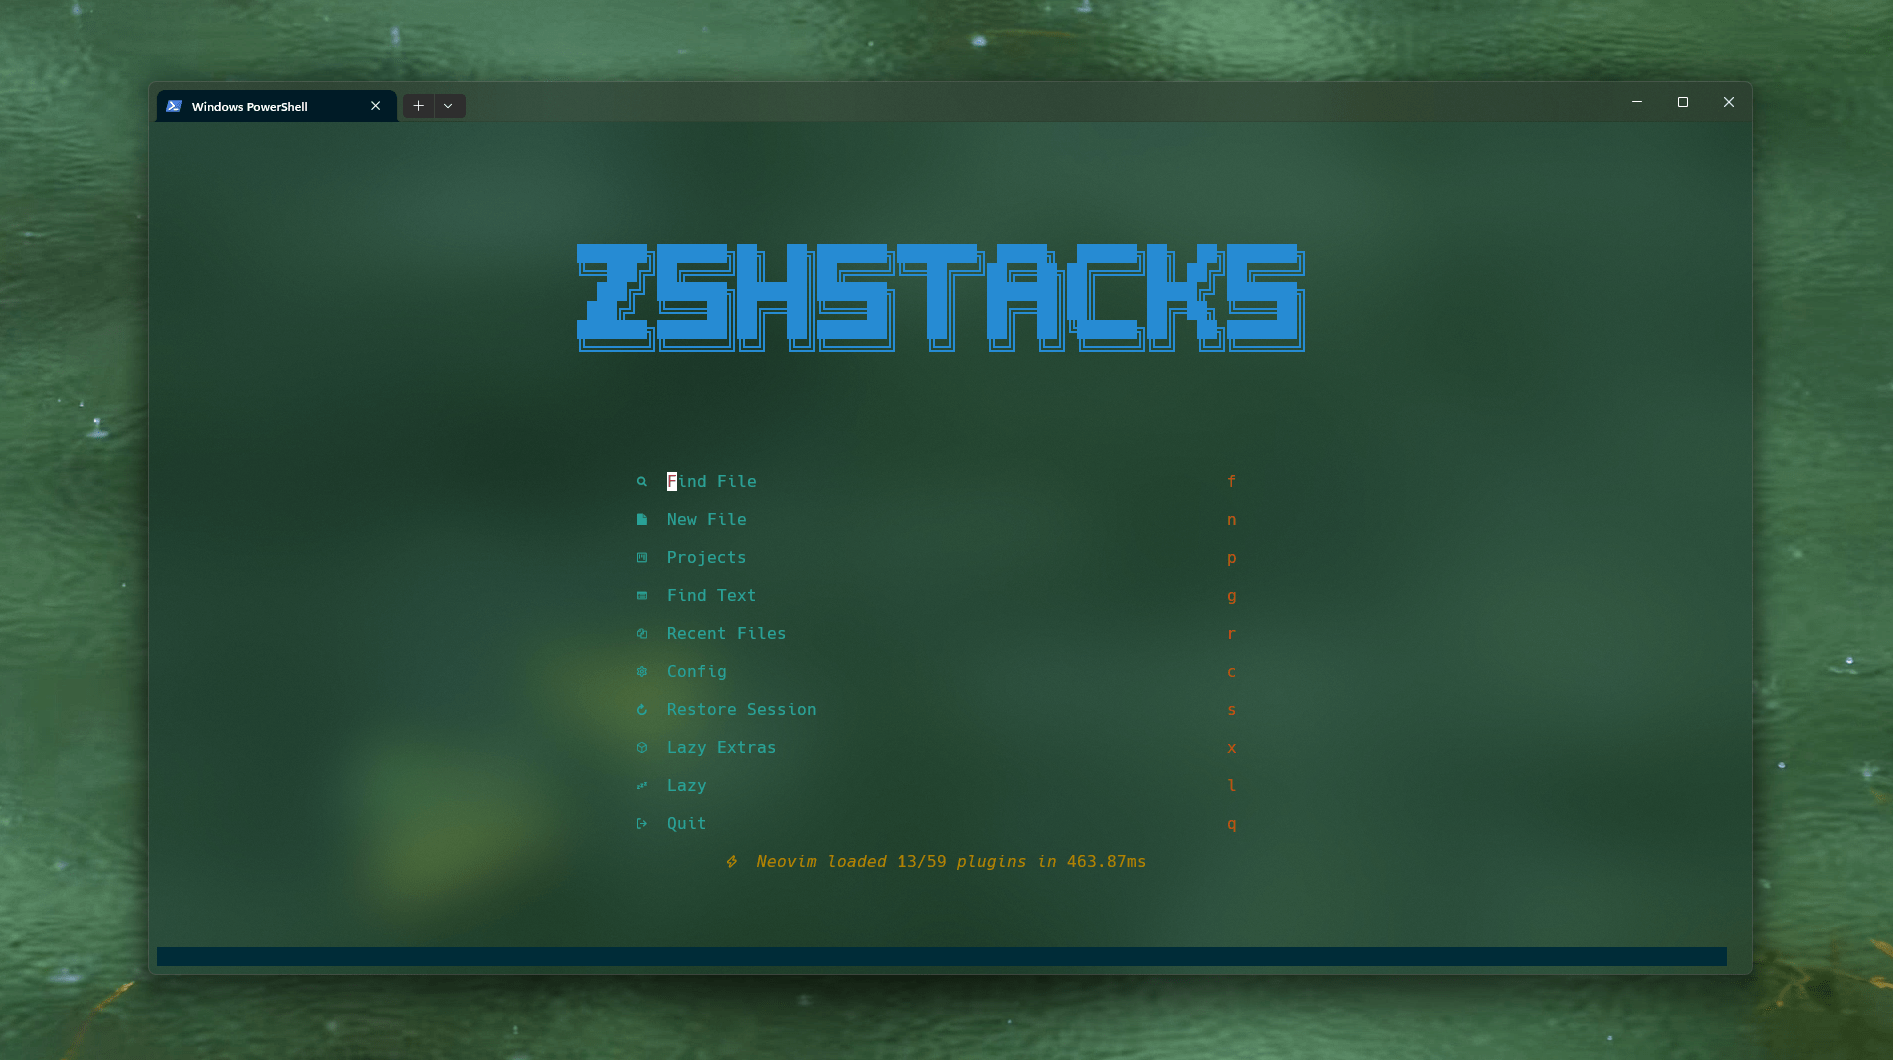 Windows PowerShell
ZSHSTACKS
Find File f
New File n
Projects p
Find Text g
Recent Files r
Config c
Restore Session s
Lazy Extras x
Lazy l
Quit q
Neovim loaded 13/59 plugins in 463.87ms